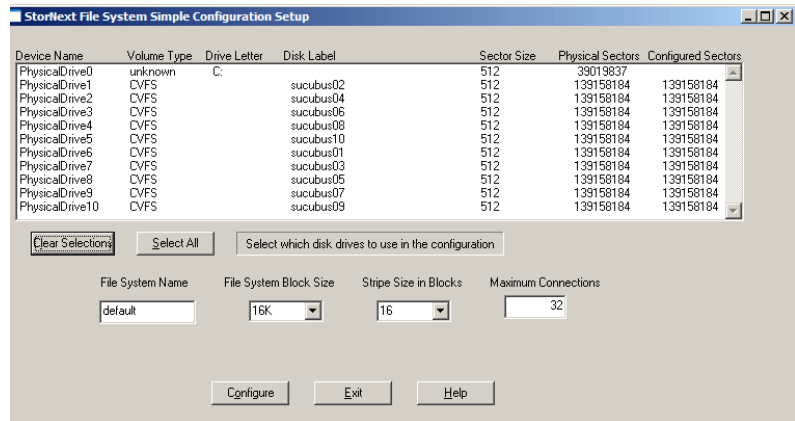 StorNext File System Simple Configuration Setup
Device Name Volume Type Drive Letter Disk Label Sector Size Physical Sectors Configured Sectors
PhysicalDrive0 unknown C: 512 39019837
PhysicalDrive1 CVFS sucubus02 512 139158184 139158184
PhysicalDrive2 CVFS sucubus04 512 139158184 139158184
PhysicalDrive3 CVFS sucubus06 512 139158184 139158184
PhysicalDrive4 CVFS sucubus08 512 139158184 139158184
PhysicalDrive5 CVFS sucubus10 512 139158184 139158184
PhysicalDrive6 CVFS sucubus01 512 139158184 139158184
PhysicalDrive7 CVFS sucubus03 512 139158184 139158184
PhysicalDrive8 CVFS sucubus05 512 139158184 139158184
PhysicalDrive9 CVFS sucubus07 512 139158184 139158184
PhysicalDrive10 CVFS sucubus09 512 139158184 139158184
Clear Selections Select All Select which disk drives to use in the configuration
File System Name File System Block Size Stripe Size in Blocks Maximum Connections
default 16K 16 32
Configure Exit Help